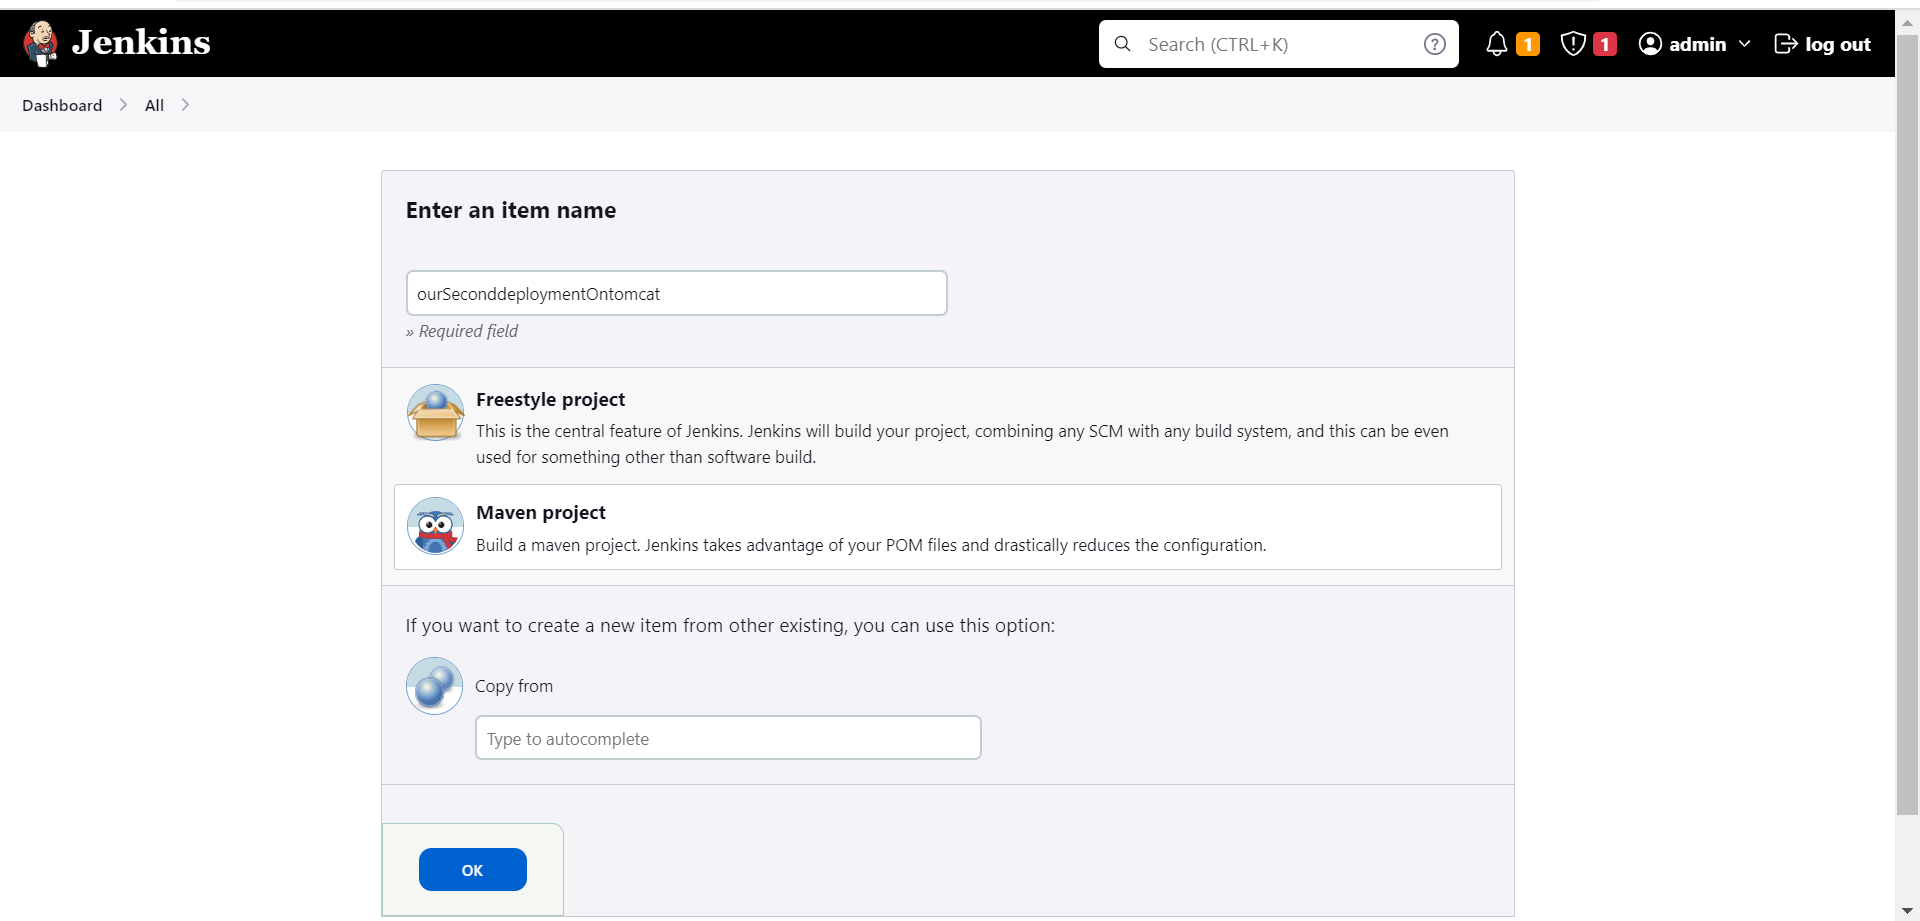 Jenkins
Search (CTRL+K)
1
1
admin
log out
Dashboard
All
Enter an item name
ourSeconddeploymentOntomcat
» Required field
Freestyle project
This is the central feature of Jenkins. Jenkins will build your project, combining any SCM with any build system, and this can be even
used for something other than software build.
Maven project
Build a maven project. Jenkins takes advantage of your POM files and drastically reduces the configuration.
If you want to create a new item from other existing, you can use this option:
Copy from
Type to autocomplete
OK